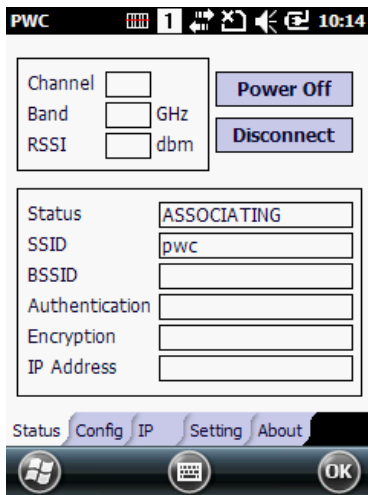 PWC 1 10:14
Channel
Band GHz
RSSI dbm
Power Off
Disconnect
Status ASSOCIATING
SSID pwc
BSSID
Authentication
Encryption
IP Address
Status Config IP Setting About
OK